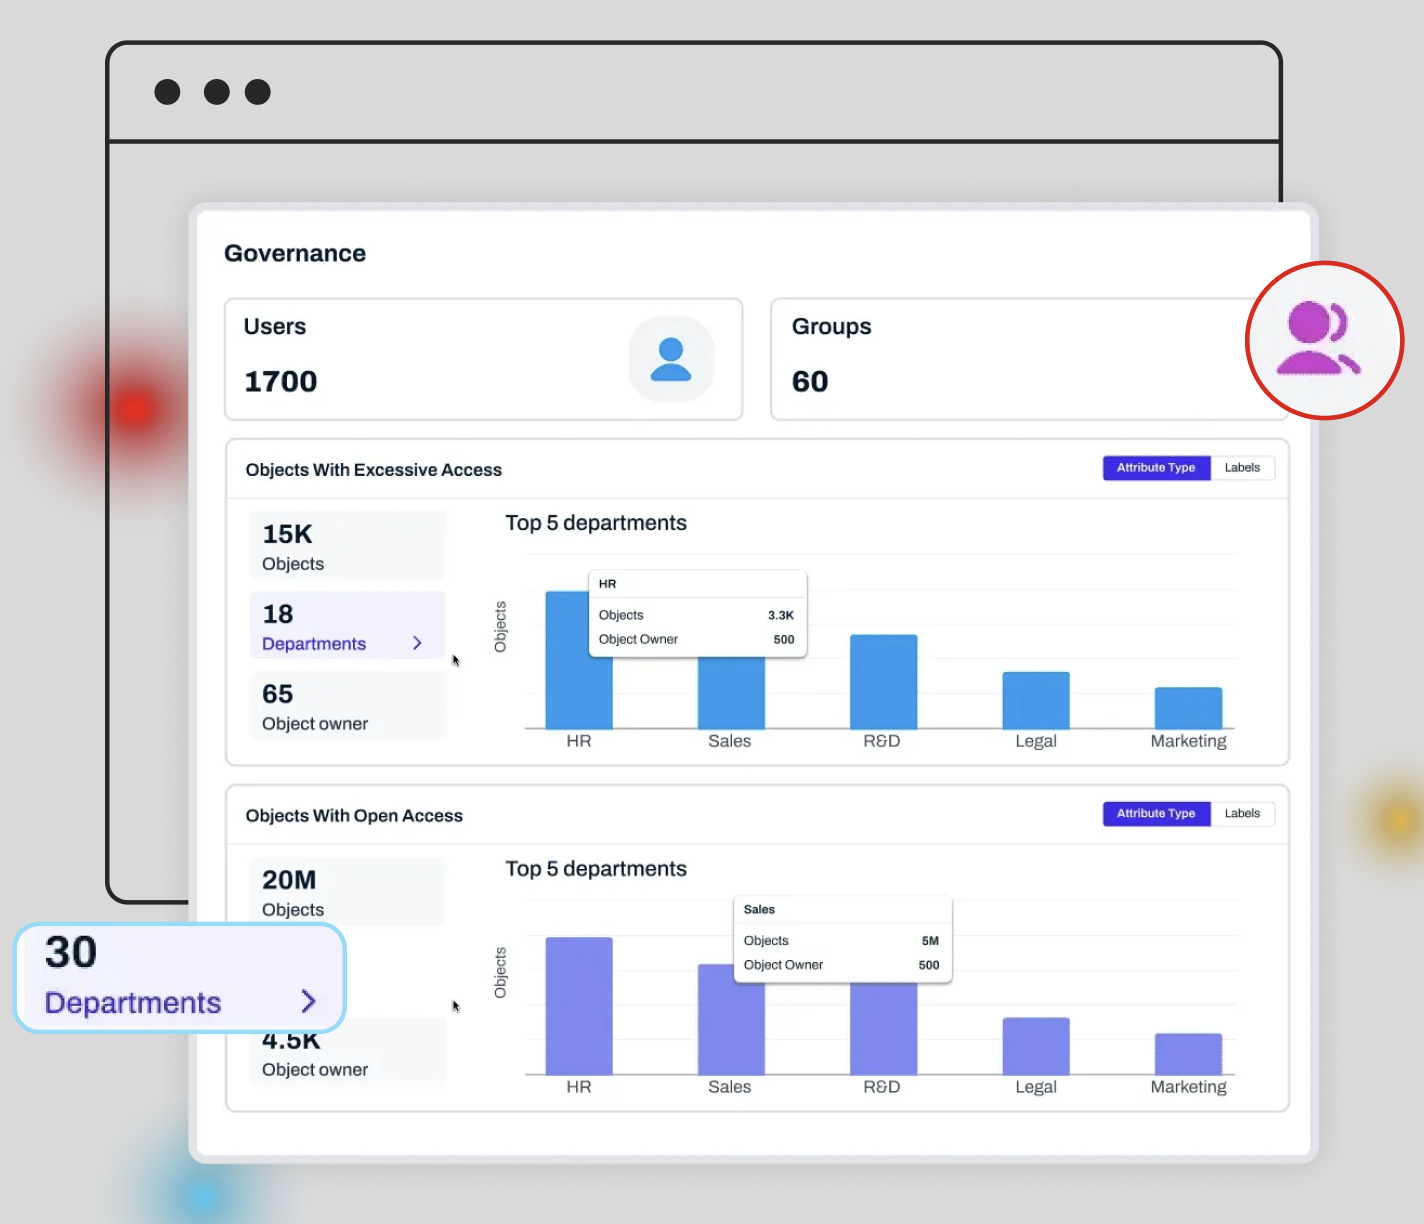 Governance
Users
1700
Groups
60
Objects With Excessive Access
Attribute Type
Labels
15K
Objects
18
Departments
65
Object owner
Top 5 departments
Objects
HR
Objects 3.3K
Object Owner 500
HR Sales R&D Legal Marketing
Objects With Open Access
Attribute Type
Labels
20M
Objects
30
Departments
4.5K
Object owner
Top 5 departments
Objects
Sales
Objects 5M
Object Owner 500
HR Sales R&D Legal Marketing